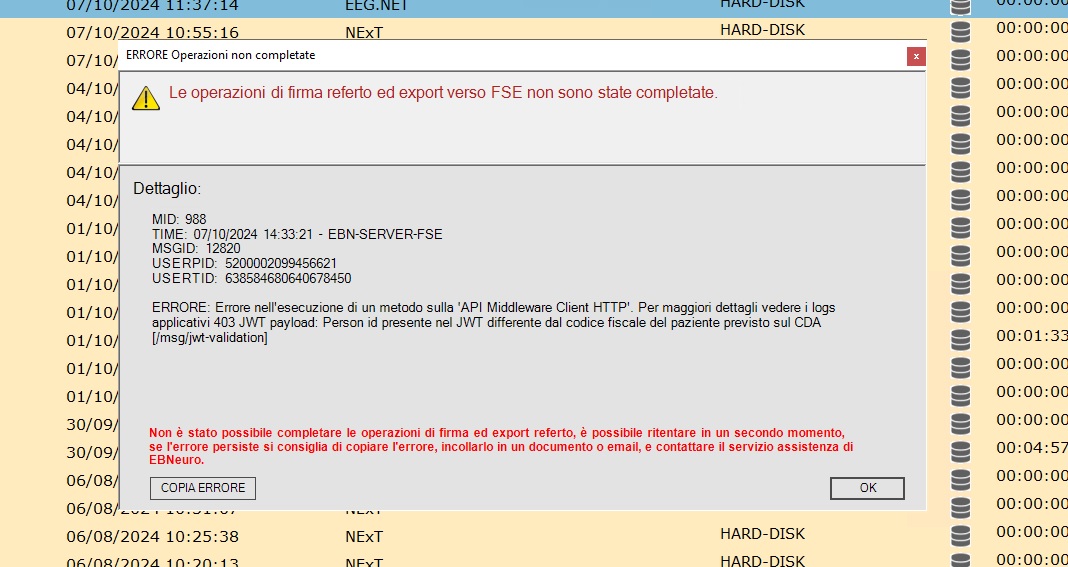 07/10/2024 11:37:14 EEG.NET HARD-DISK 00:00:00
07/10/2024 10:55:16 NExT HARD-DISK 00:00:00
ERRORE Operazioni non completate
x
07/10/ 00:00:00
Le operazioni di firma referto ed export verso FSE non sono state completate.
04/10/ 00:00:00
04/10/ 00:00:00
04/10/ 00:00:00
04/10/ 00:00:00
Dettaglio:
04/10/ 00:00:00
MID: 988
01/10/ 00:00:00
TIME: 07/10/2024 14:33:21 - EBN-SERVER-FSE
MSGID: 12820
01/10/ 00:00:00
USERPID: 5200002099456621
USERTID: 638584680640678450
01/10/ 00:00:00
ERRORE: Errore nell'esecuzione di un metodo sulla 'API Middleware Client HTTP'. Per maggiori dettagli vedere i logs
01/10/ 00:00:00
applicativi 403 JWT payload: Person id presente nel JWT differente dal codice fiscale del paziente previsto sul CDA
[/msg/jwt-validation]
01/10/ 00:01:33
01/10/ 00:00:00
01/10/ 00:00:00
30/09/ 00:00:00
Non è stato possibile completare le operazioni di firma ed export referto, è possibile ritentare in un secondo momento,
se l'errore persiste si consiglia di copiare l'errore, incollarlo in un documento o email, e contattare il servizio assistenza di
30/09/ 00:04:57
EBNeuro.
06/08/ 00:00:00
COPIA ERRORE
OK
06/08/ NExT 00:00:00
06/08/2024 10:25:38 NExT HARD-DISK 00:00:00
06/08/2024 10:20:13 NExT HARD-DISK 00:00:00